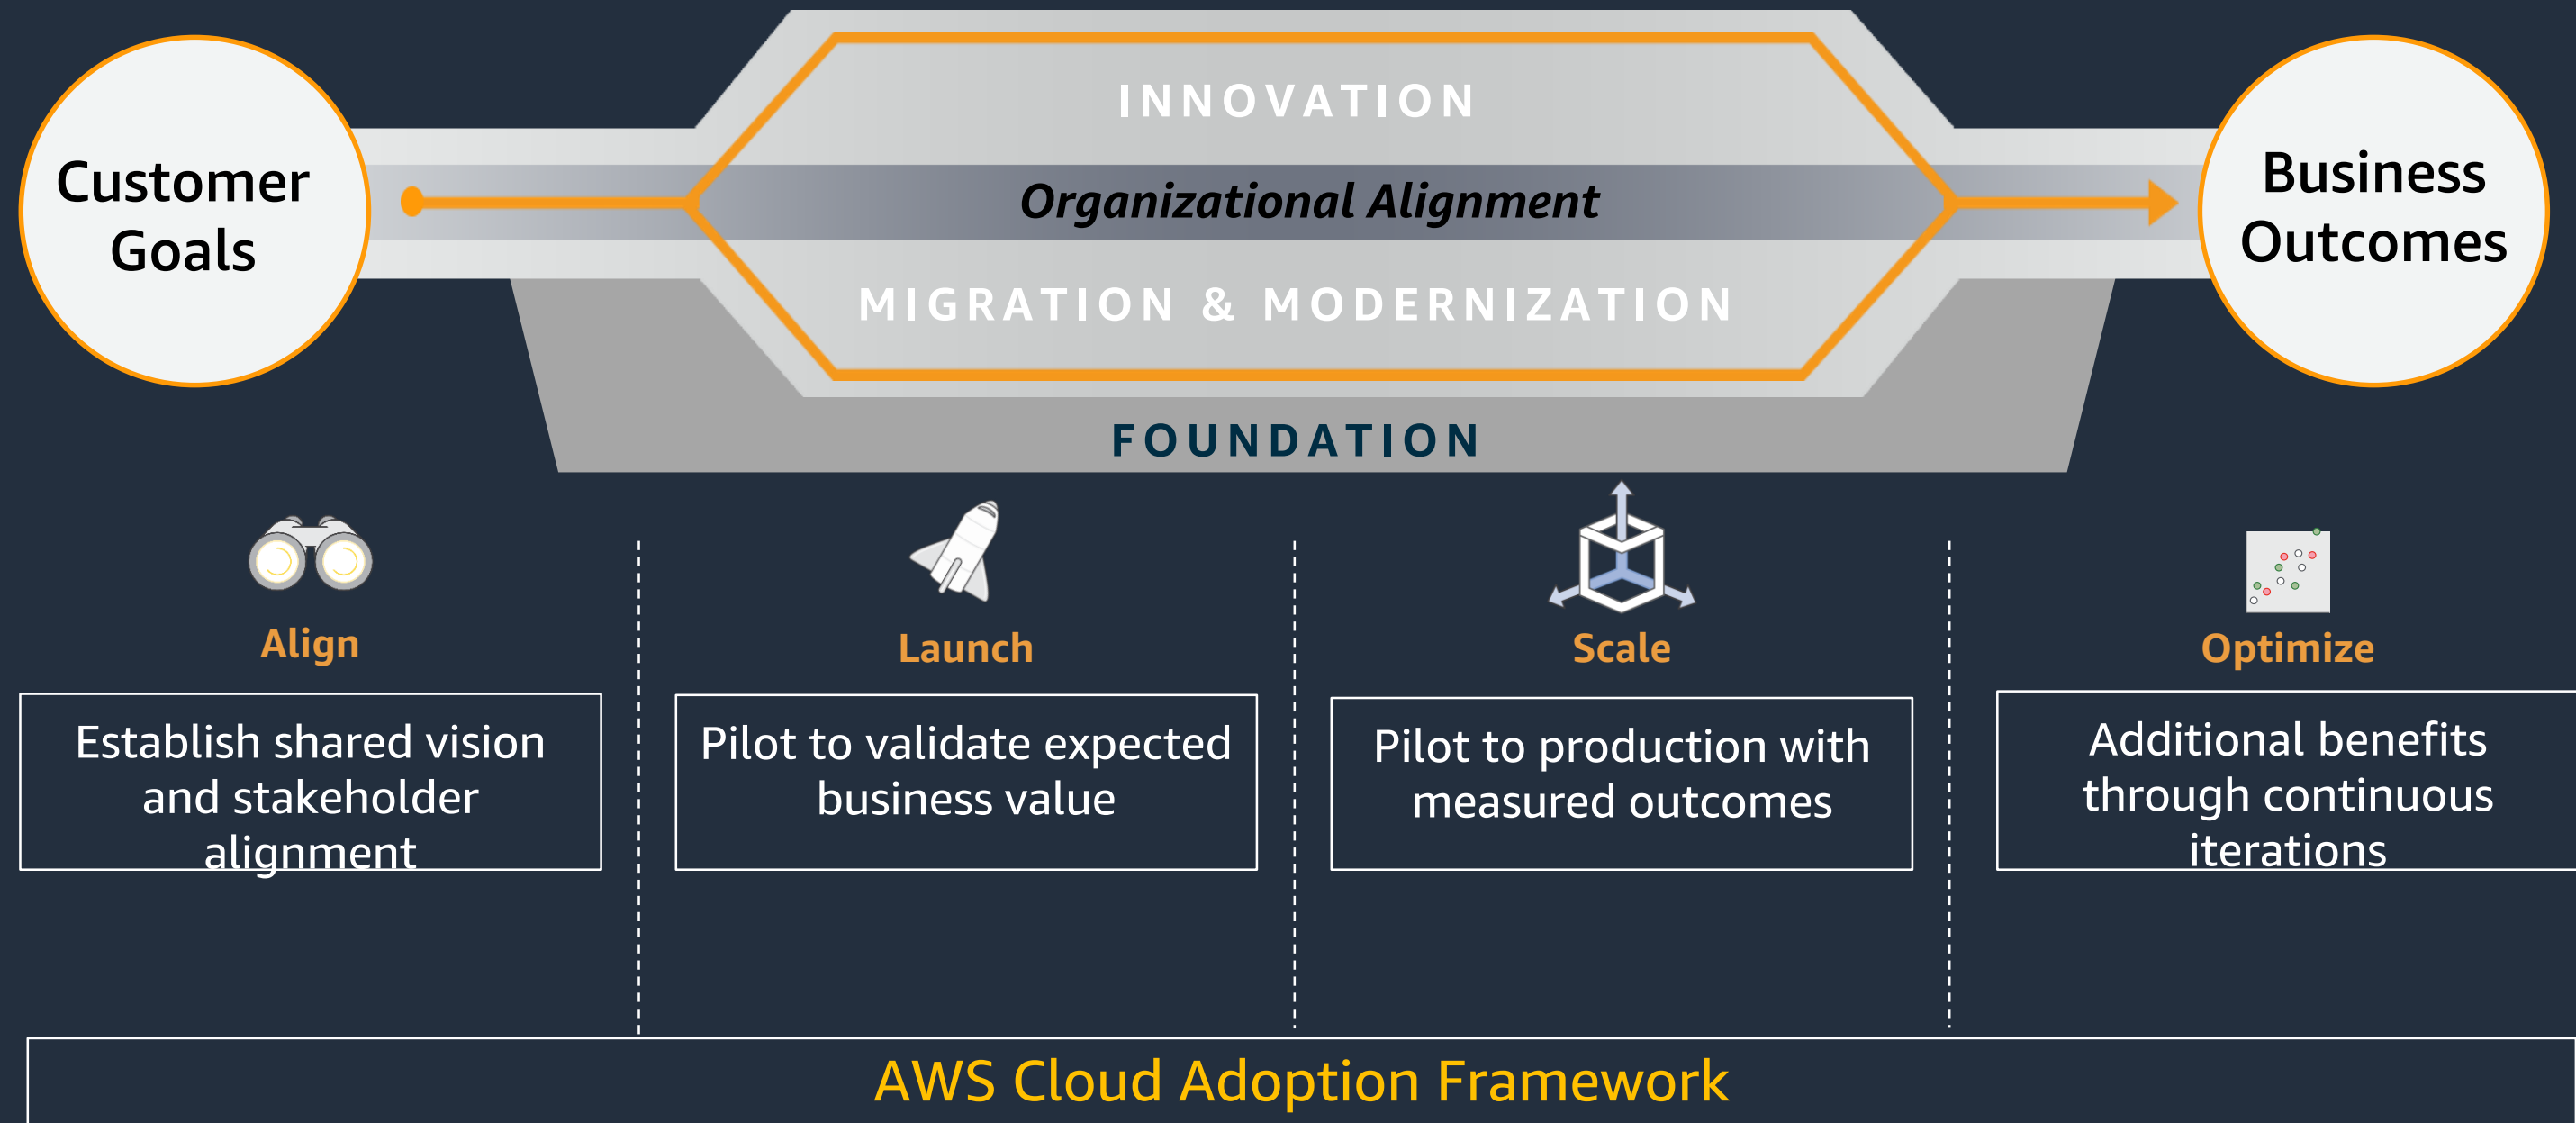 Customer
Goals
INNOVATION
Organizational Alignment
MIGRATION & MODERNIZATION
FOUNDATION
Business
Outcomes
Align
Establish shared vision
and stakeholder
alignment
Launch
Pilot to validate expected
business value
Scale
Pilot to production with
measured outcomes
Optimize
Additional benefits
through continuous
iterations
AWS Cloud Adoption Framework